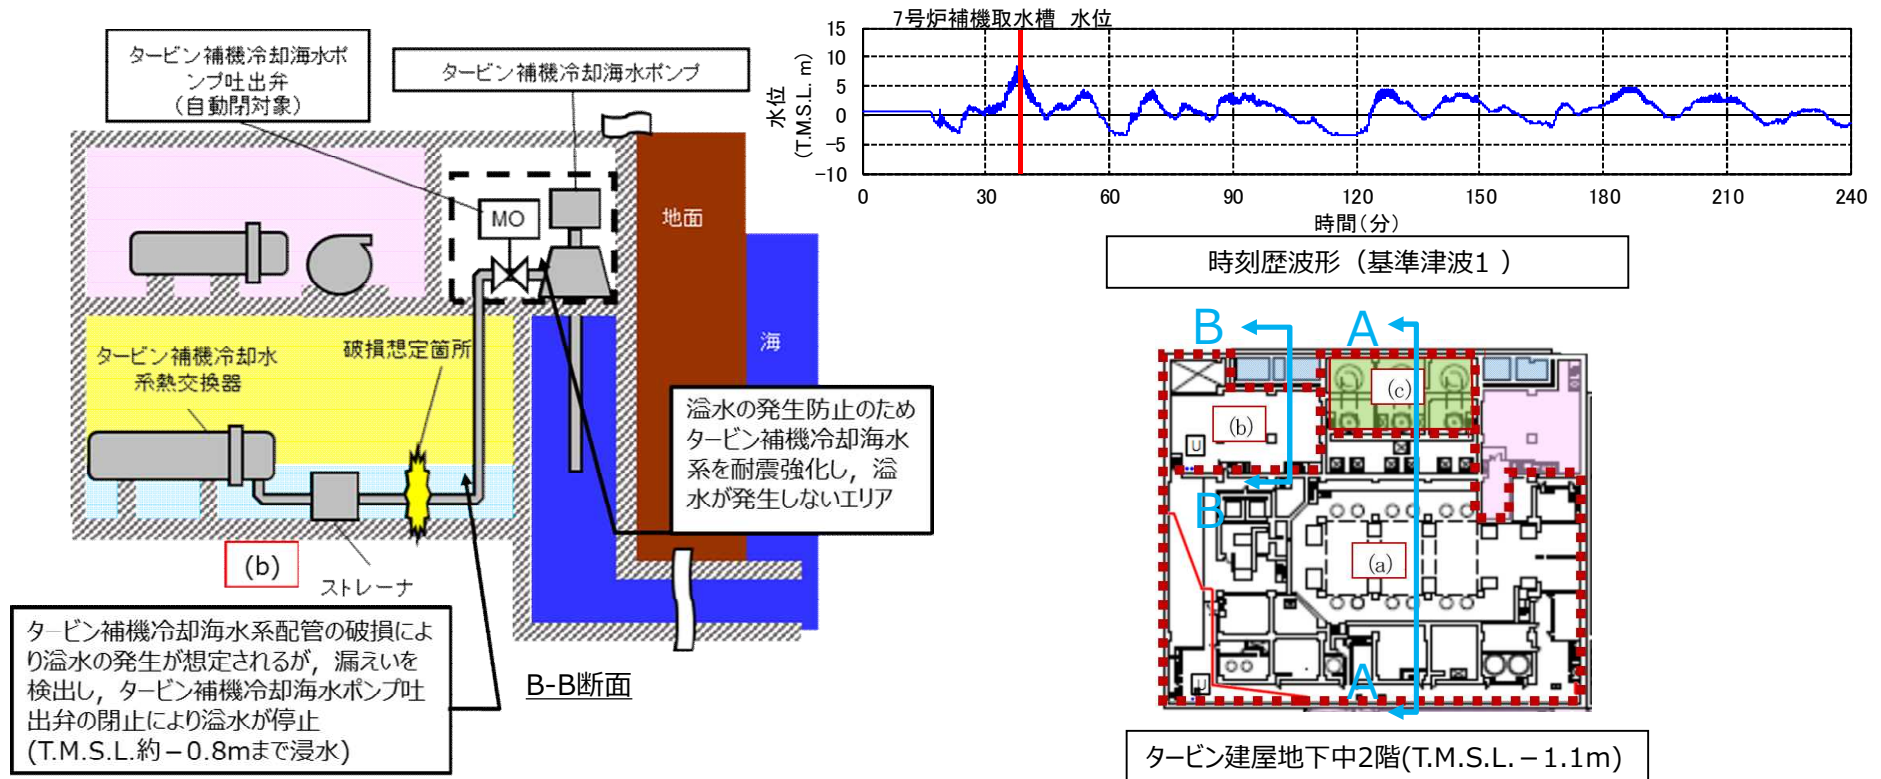 タービン補機冷却海水ポ
ンプ吐出弁
（自動閉対象）
タービン補機冷却海水ポンプ
MO
地面
海
タービン補機冷却水
系熱交換器
破損想定箇所
溢水の発生防止のため
タービン補機冷却海水
系を耐震強化し，溢
水が発生しないエリア
(b)
ストレーナ
タービン補機冷却海水系配管の破損によ
り溢水の発生が想定されるが，漏えいを
検出し，タービン補機冷却海水ポンプ吐
出弁の閉止により溢水が停止
(T.M.S.L.約－0.8mまで浸水)
B-B断面
7号炉補機取水槽 水位
水位
(T.M.S.L. m)
15
10
5
0
-5
-10
0 30 60 90 120 150 180 210 240
時間(分)
時刻歴波形（基準津波1 ）
B
A
(c)
(b)
U
B
(a)
U
A
タービン建屋地下中2階(T.M.S.L.－1.1m)